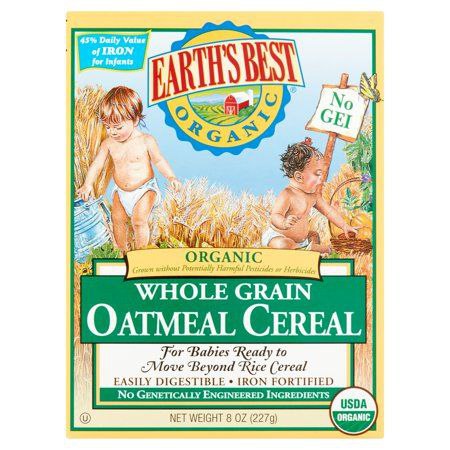 45% Daily Value
of IRON
for Infants
EARTH'S BEST
ORGANIC
No
GEI
ORGANIC
Grown without Potentially Harmful Pesticides or Herbicides
WHOLE GRAIN
OATMEAL CEREAL
For Babies Ready to
Move Beyond Rice Cereal
EASILY DIGESTIBLE • IRON FORTIFIED
NO GENETICALLY ENGINEERED INGREDIENTS
NET WEIGHT 8 OZ (227g)
U
USDA
ORGANIC